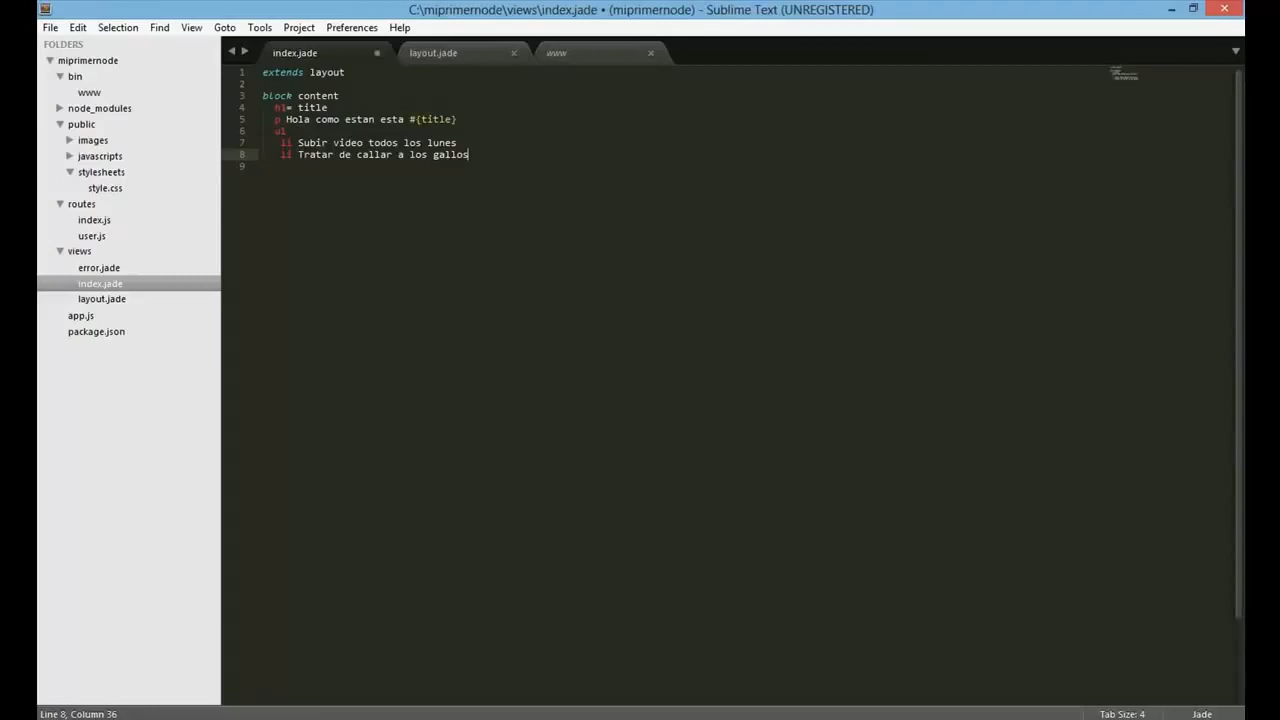 C:\miprimernode\views\index.jade • (miprimernode) - Sublime Text (UNREGISTERED)
File Edit Selection Find View Goto Tools Project Preferences Help
FOLDERS
miprimernode
bin
www
node_modules
public
images
javascripts
stylesheets
style.css
routes
index.js
user.js
views
error.jade
index.jade
layout.jade
app.js
package.json
index.jade layout.jade www
1 extends layout
2
3 block content
4 h1= title
5 p Hola como estan esta #{title}
6 ul
7 li Subir video todos los lunes
8 li Tratar de callar a los gallos
9
Line 8, Column 36 Tab Size: 4 Jade